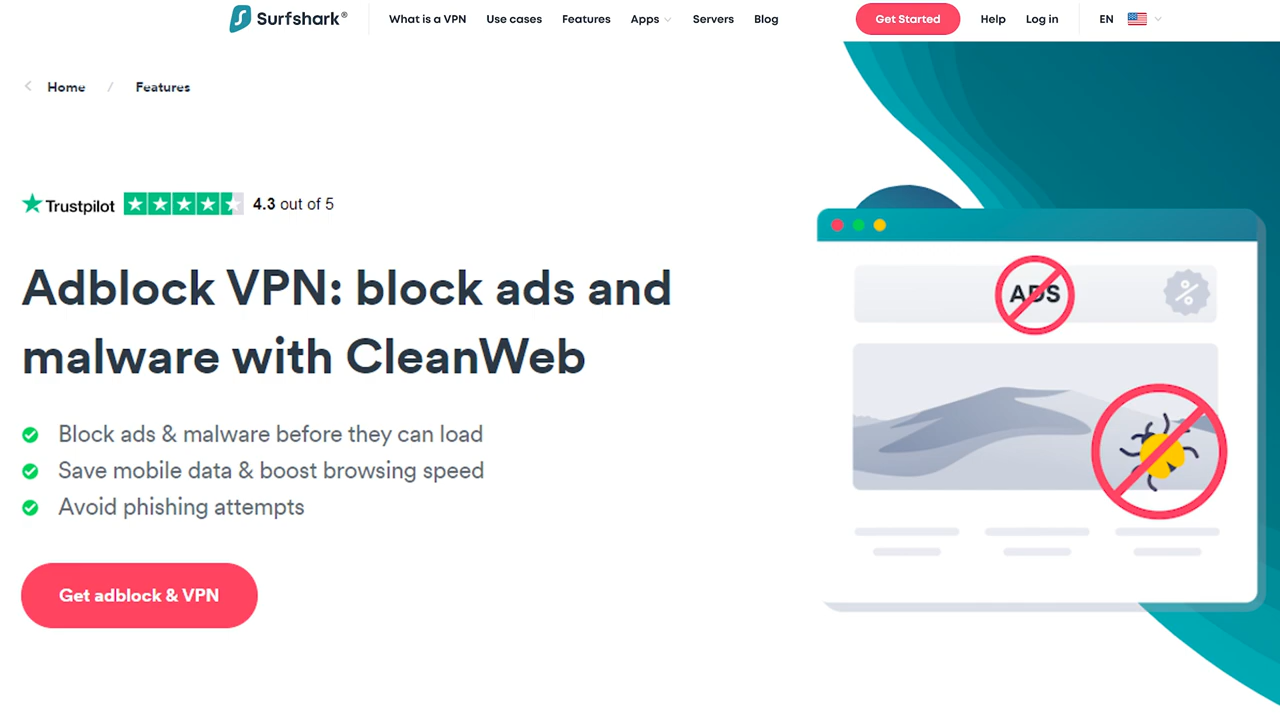 Surfshark®
What is a VPN
Use cases
Features
Apps
Servers
Blog
Get Started
Help
Log in
EN
Home / Features
Trustpilot 4.3 out of 5
Adblock VPN: block ads and
malware with CleanWeb
Block ads & malware before they can load
Save mobile data & boost browsing speed
Avoid phishing attempts
Get adblock & VPN
ADS
%